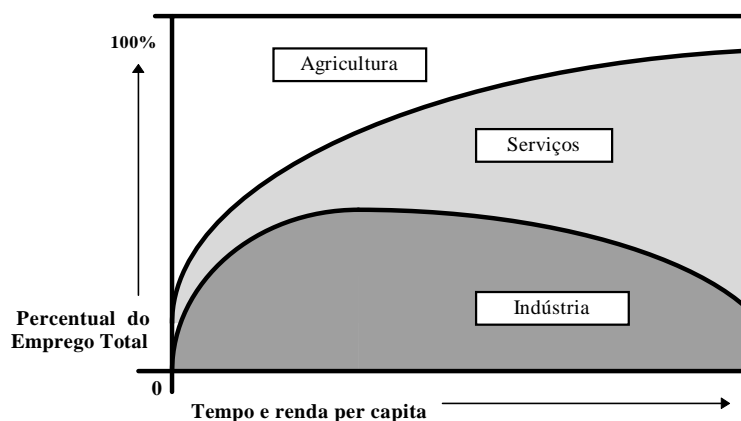 100%
Agricultura
Serviços
Indústria
Percentual do
Emprego Total
0
Tempo e renda per capita